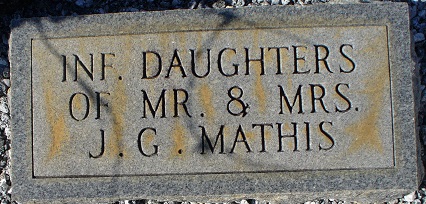 INF. DAUGHTERS
OF MR. & MRS.
J. G. MATHIS